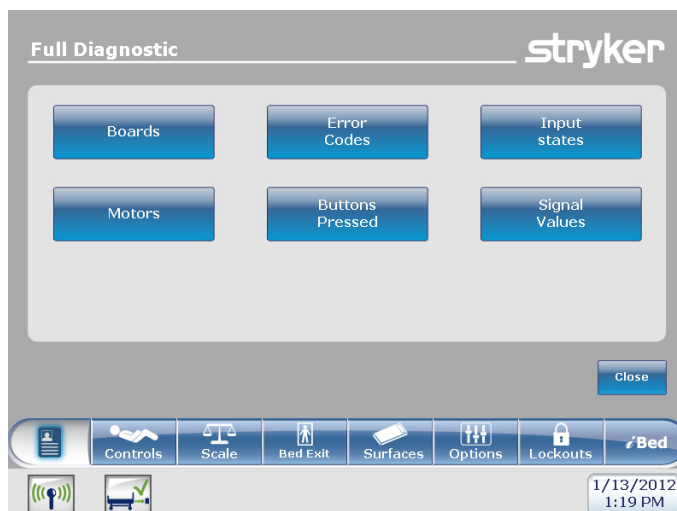 Full Diagnostic
stryker
Boards
Error
Codes
Input
states
Motors
Buttons
Pressed
Signal
Values
Close
Controls
Scale
Bed Exit
Surfaces
Options
Lockouts
iBed
1/13/2012
1:19 PM